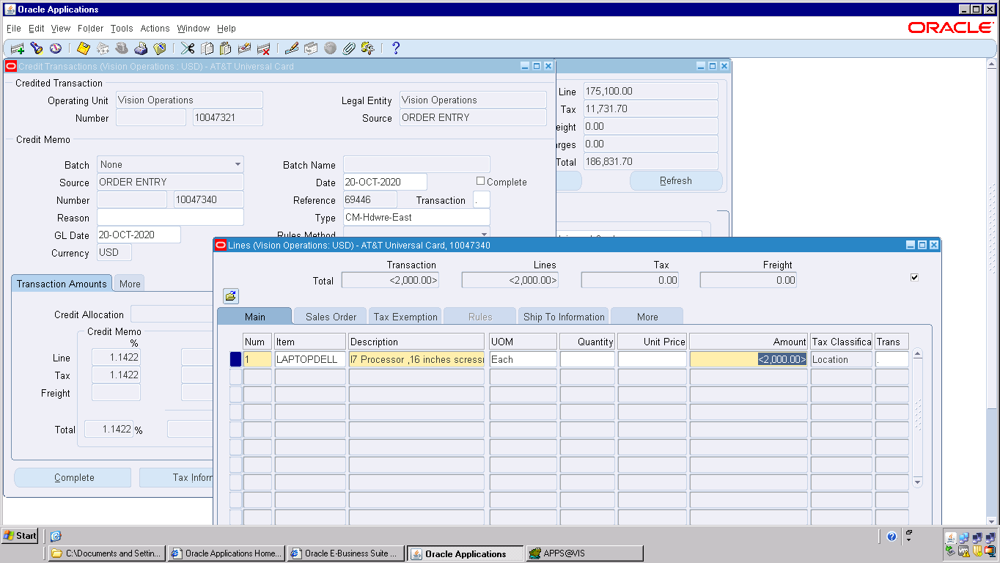 Oracle Applications
File Edit View Folder Tools Actions Window Help
ORACLE
Credit Transactions (Vision Operations : USD) - AT&T Universal Card
Credited Transaction
Operating Unit Vision Operations
Legal Entity Vision Operations
Number 10047321
Source ORDER ENTRY
Line 175,100.00
Tax 11,731.70
eight 0.00
rges 0.00
Total 186,831.70
Refresh
Credit Memo
Batch None
Batch Name
Source ORDER ENTRY
Date 20-OCT-2020
Complete
Number 10047340
Reference 69446
Transaction .
Reason
Type CM-Hdwre-East
GL Date 20-OCT-2020
Rules Method
Currency USD
Transaction Amounts More
Credit Allocation
Credit Memo
%
Line 1.1422
Tax 1.1422
Freight
Total 1.1422 %
Complete
Tax Inforr
Lines (Vision Operations: USD) - AT&T Universal Card, 10047340
Transaction Lines Tax Freight
Total <2,000.00> <2,000.00> 0.00 0.00
Main Sales Order Tax Exemption Rules Ship To Information More
Num Item Description UOM Quantity Unit Price Amount Tax Classifica Trans
1 LAPTOPDELL I7 Processor ,16 inches scress Each <2,000.00> Location .
Start
C:\Documents and Settin...
Oracle Applications Home...
Oracle E-Business Suite ...
Oracle Applications
APPS@VIS